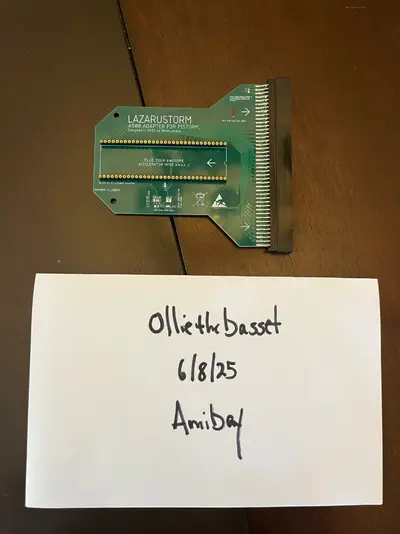 LAZARUSTORM
A500 ADAPTER FOR PISTORM
PLUG YOUR AWESOME
ACCELERATOR HERE
Olliethebasset
6/8/25
Amibay